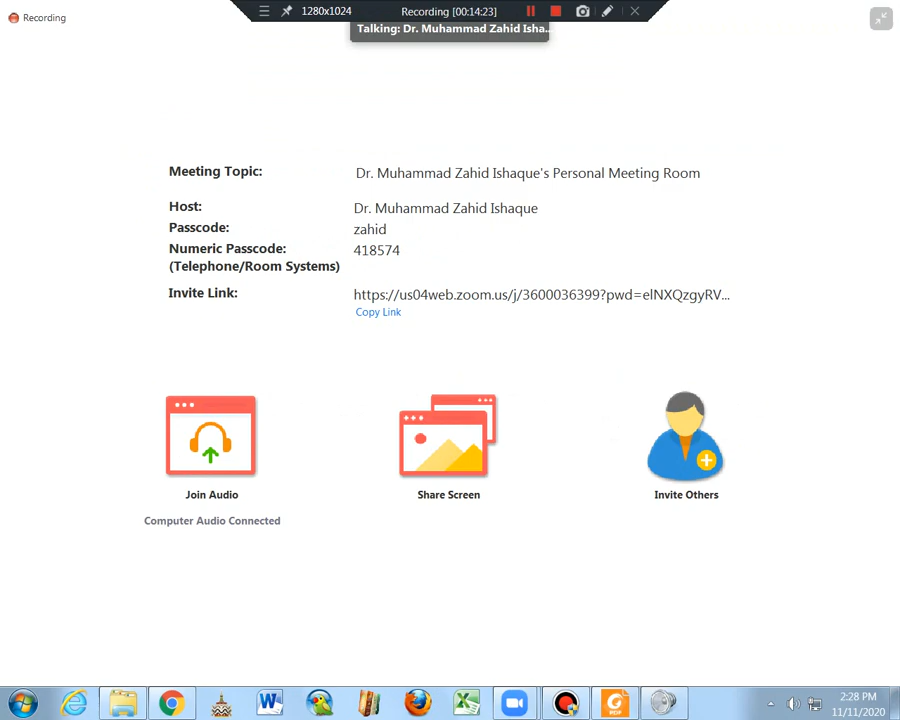 Recording
1280x1024
Recording [00:14:23]
Talking: Dr. Muhammad Zahid Isha...
Meeting Topic:
Dr. Muhammad Zahid Ishaque's Personal Meeting Room
Host:
Dr. Muhammad Zahid Ishaque
Passcode:
zahid
Numeric Passcode:
(Telephone/Room Systems)
418574
Invite Link:
https://us04web.zoom.us/j/3600036399?pwd=elNXQzgyRV...
Copy Link
Join Audio
Share Screen
Invite Others
Computer Audio Connected
PDF
2:28 PM
11/11/2020